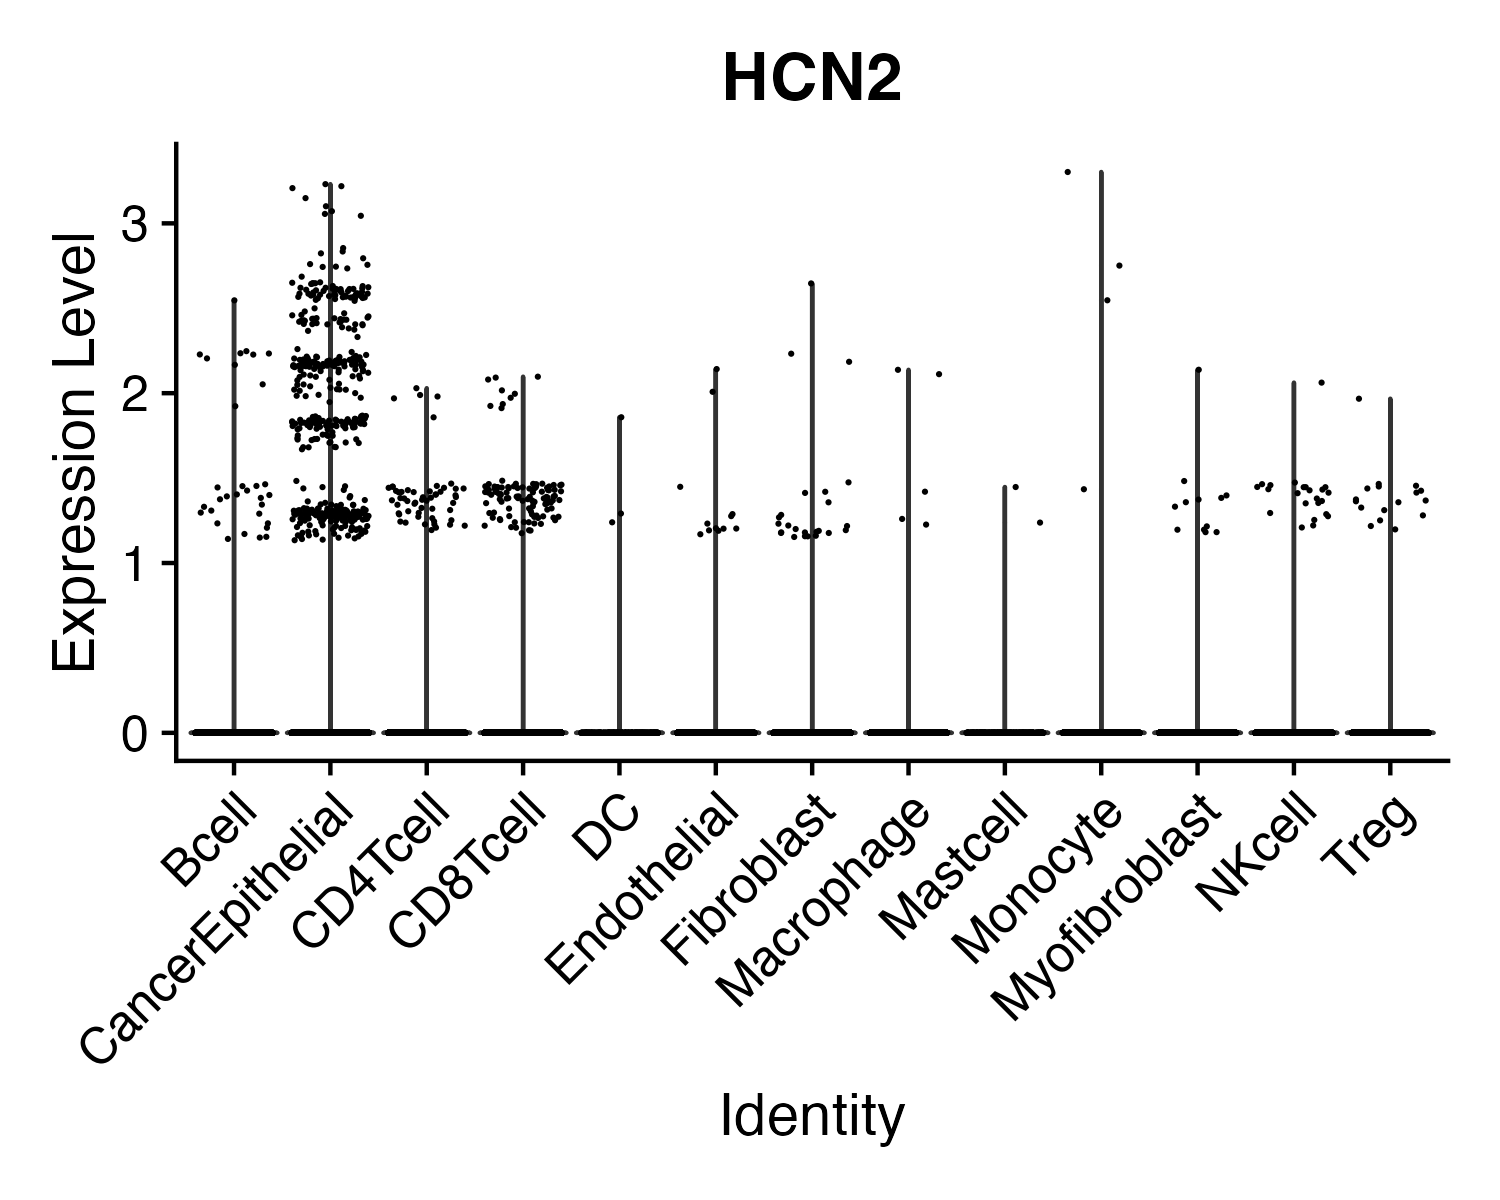 HCN2
Expression Level
3
2
1
0
Bcell
CancerEpithelial
CD4Tcell
CD8Tcell
DC
Endothelial
Fibroblast
Macrophage
Mastcell
Monocyte
Myofibroblast
NKcell
Treg
Identity